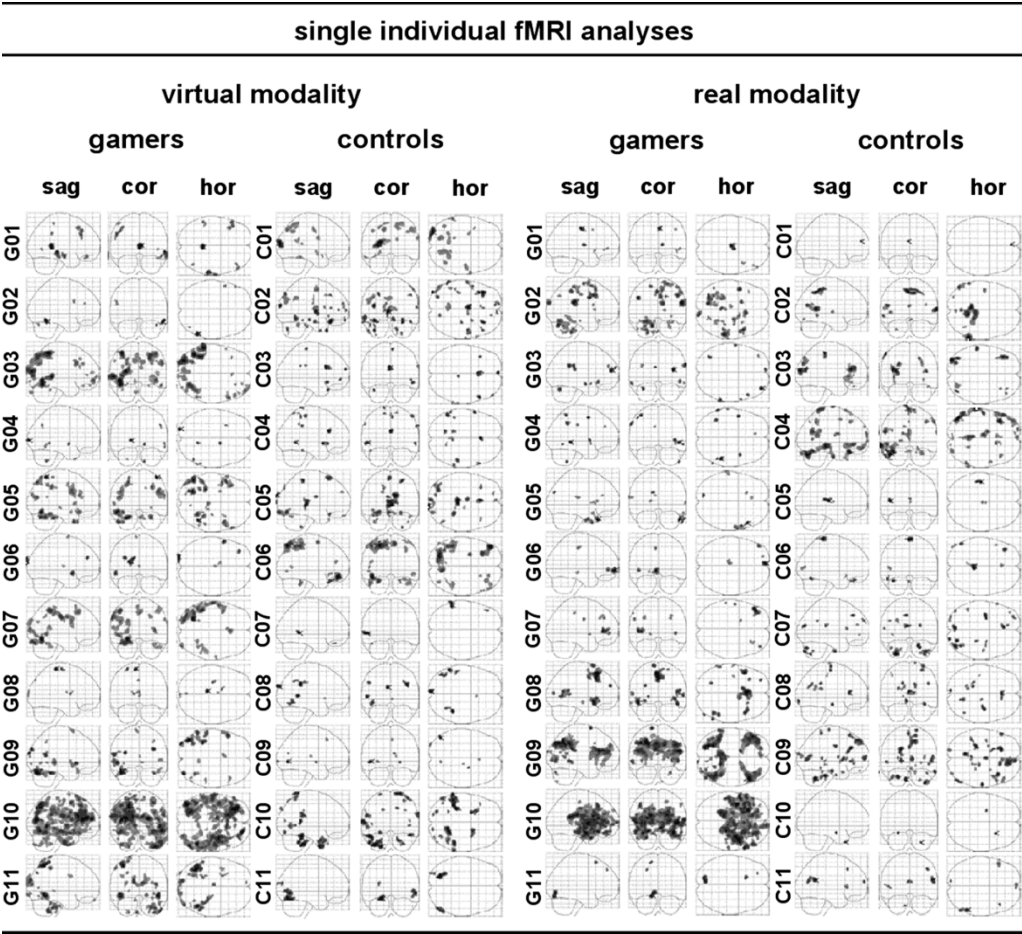 single individual fMRI analyses
virtual modality real modality
gamers controls gamers controls
sag cor hor sag cor hor sag cor hor sag cor hor
G01 C01 G01 C01
G02 C02 G02 C02
G03 C03 G03 C03
G04 C04 G04 C04
G05 C05 G05 C05
G06 C06 G06 C06
G07 C07 G07 C07
G08 C08 G08 C08
G09 C09 G09 C09
G10 C10 G10 C10
G11 C11 G11 C11